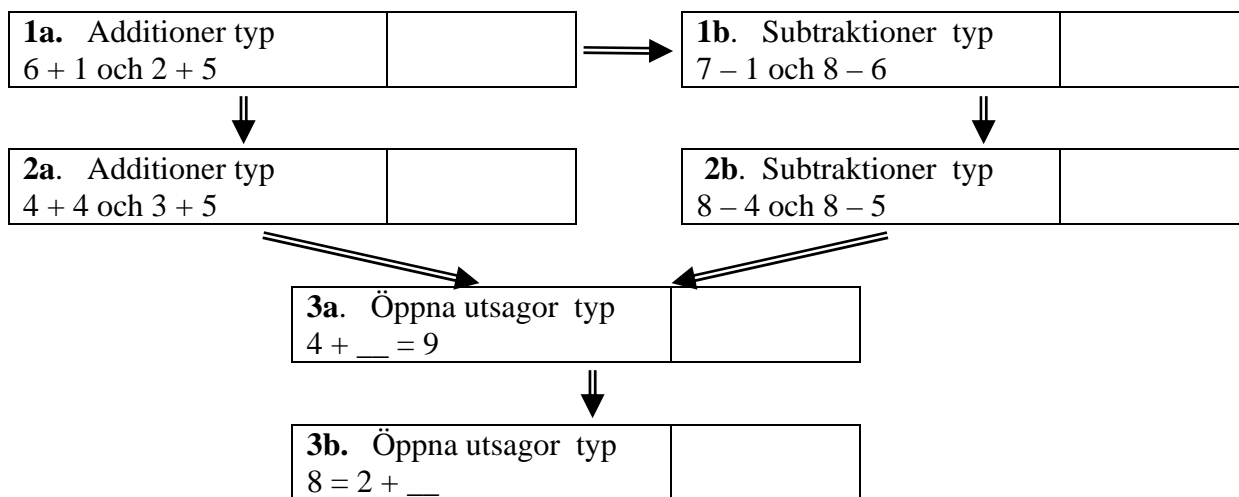 1a. Additioner typ
6 + 1 och 2 + 5
1b. Subtraktioner typ
7 – 1 och 8 – 6
2a. Additioner typ
4 + 4 och 3 + 5
2b. Subtraktioner typ
8 – 4 och 8 – 5
3a. Öppna utsagor typ
4 + __ = 9
3b. Öppna utsagor typ
8 = 2 + __